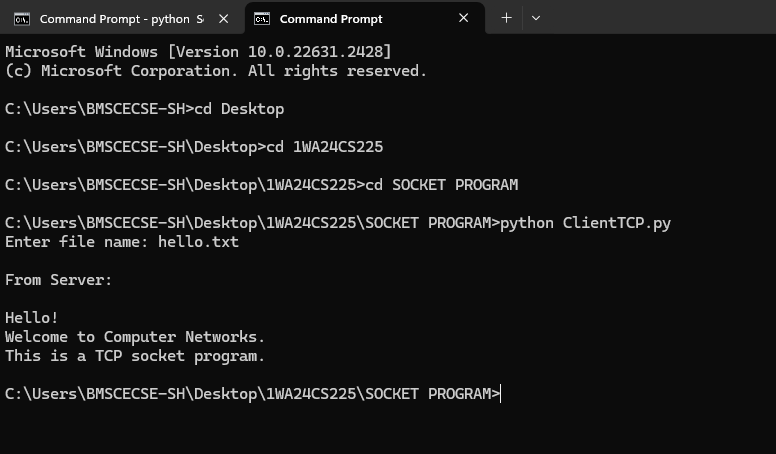 Command Prompt - python S
Command Prompt
Microsoft Windows [Version 10.0.22631.2428]
(c) Microsoft Corporation. All rights reserved.
C:\Users\BMSCECSE-SH>cd Desktop
C:\Users\BMSCECSE-SH\Desktop>cd 1WA24CS225
C:\Users\BMSCECSE-SH\Desktop\1WA24CS225>cd SOCKET PROGRAM
C:\Users\BMSCECSE-SH\Desktop\1WA24CS225\SOCKET PROGRAM>python ClientTCP.py
Enter file name: hello.txt
From Server:
Hello!
Welcome to Computer Networks.
This is a TCP socket program.
C:\Users\BMSCECSE-SH\Desktop\1WA24CS225\SOCKET PROGRAM>